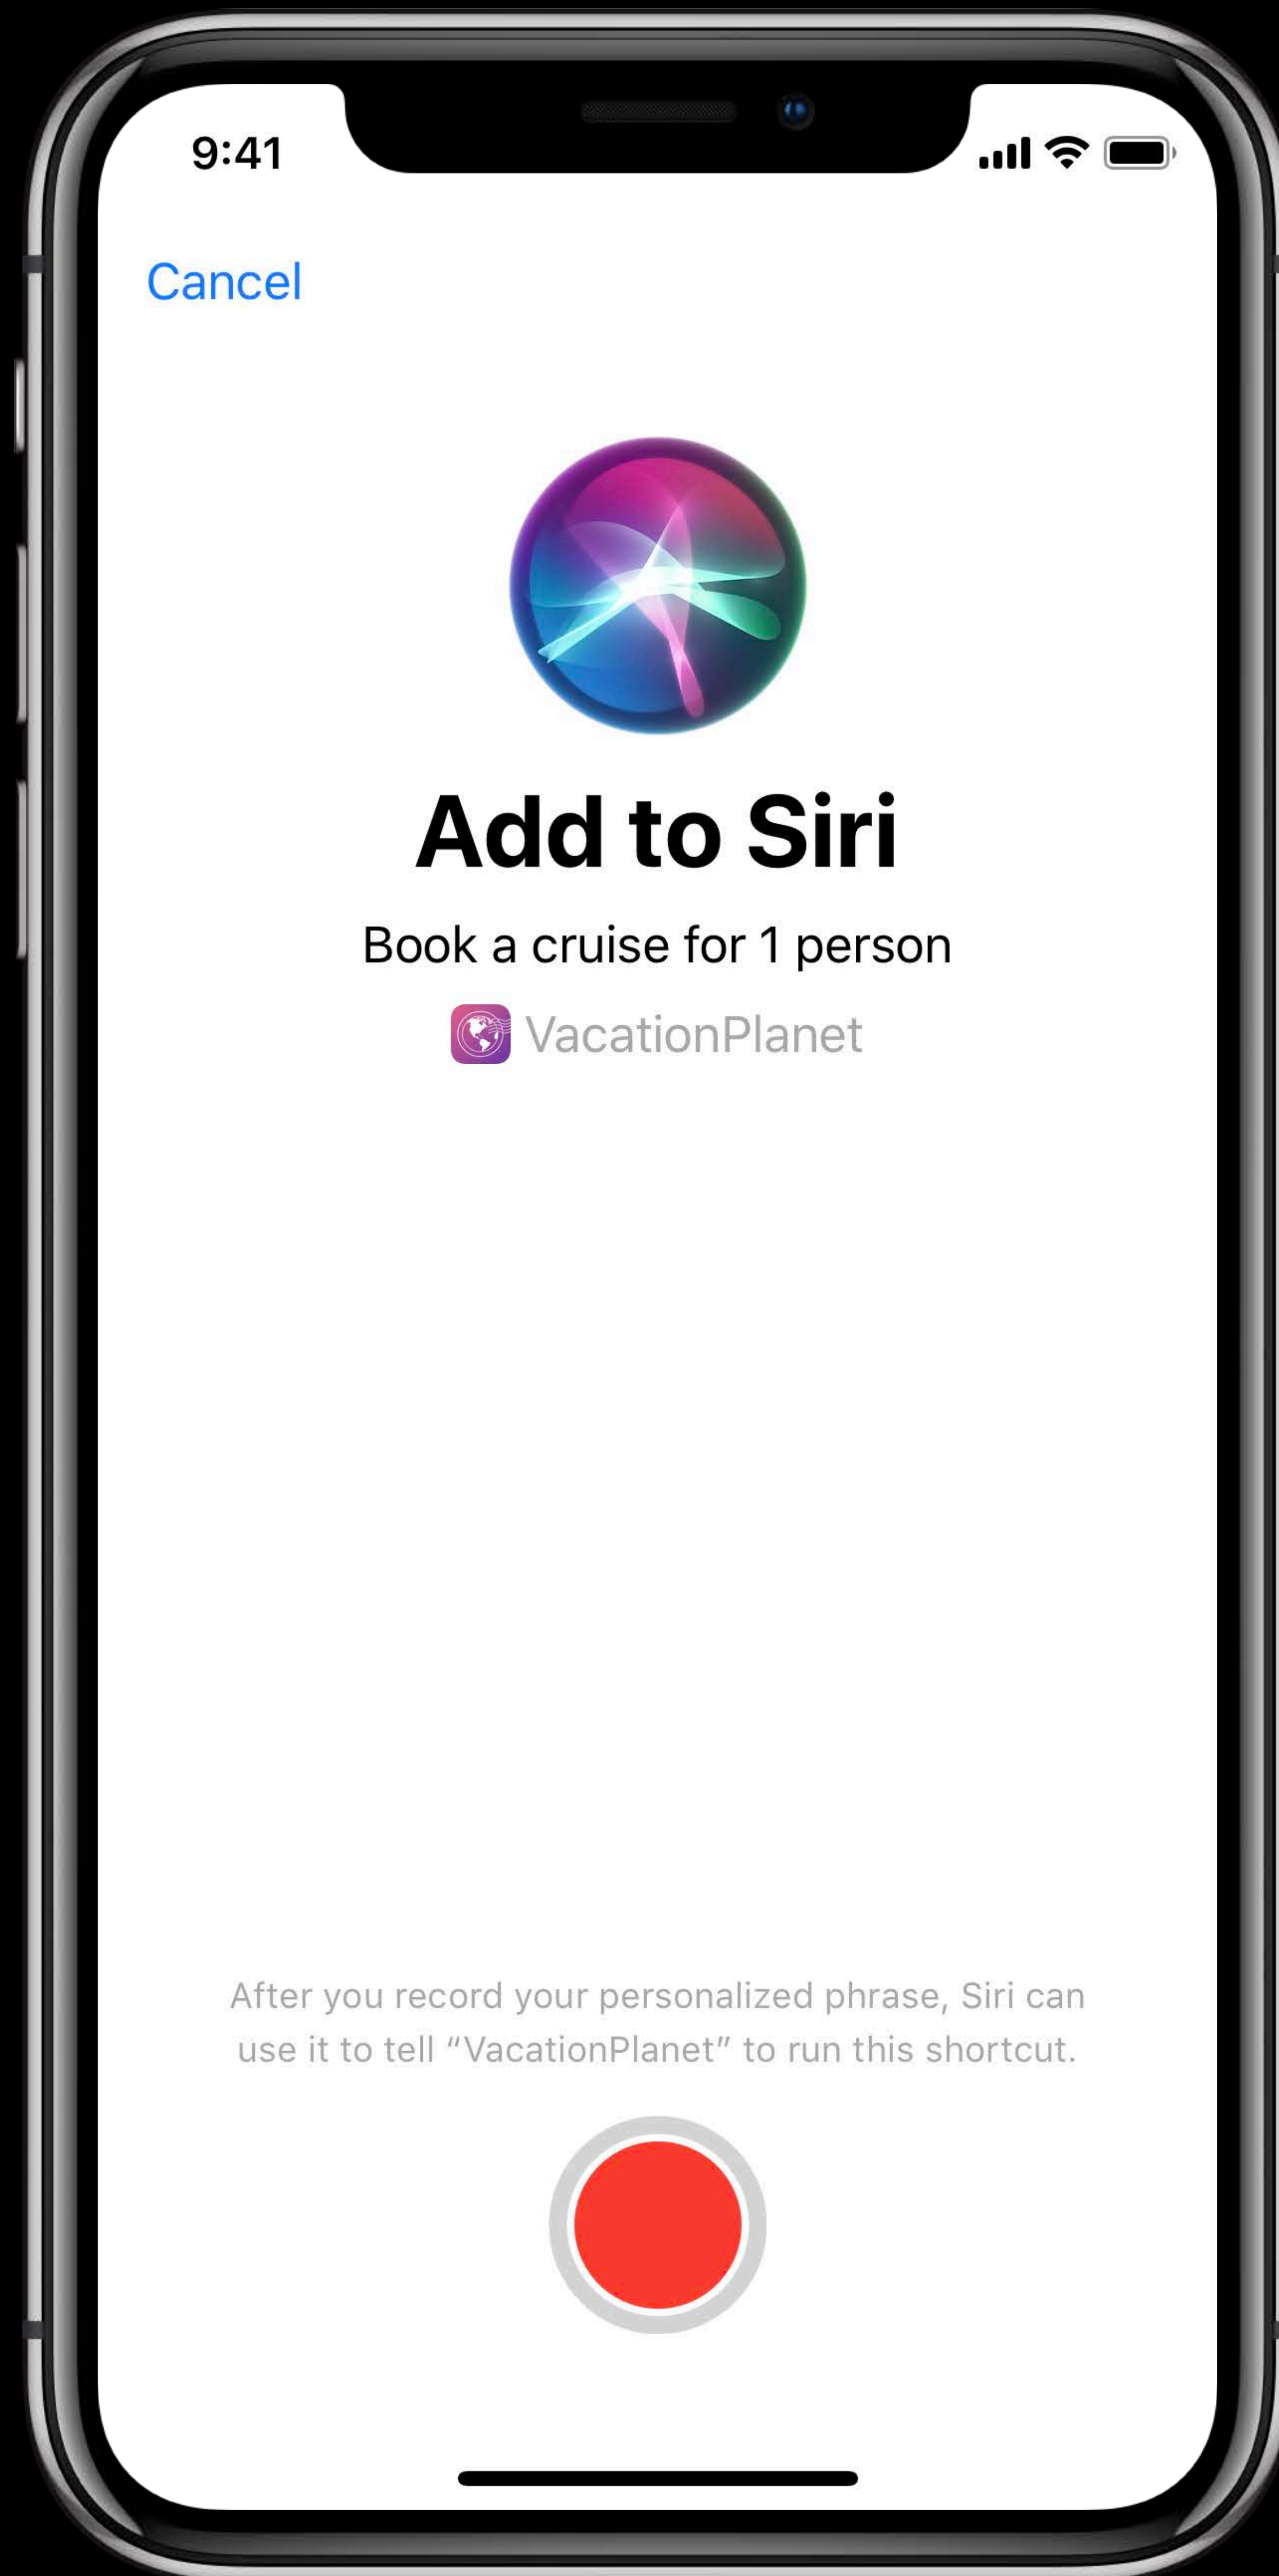 9:41
Cancel
Add to Siri
Book a cruise for 1 person
VacationPlanet
After you record your personalized phrase, Siri can
use it to tell “VacationPlanet” to run this shortcut.